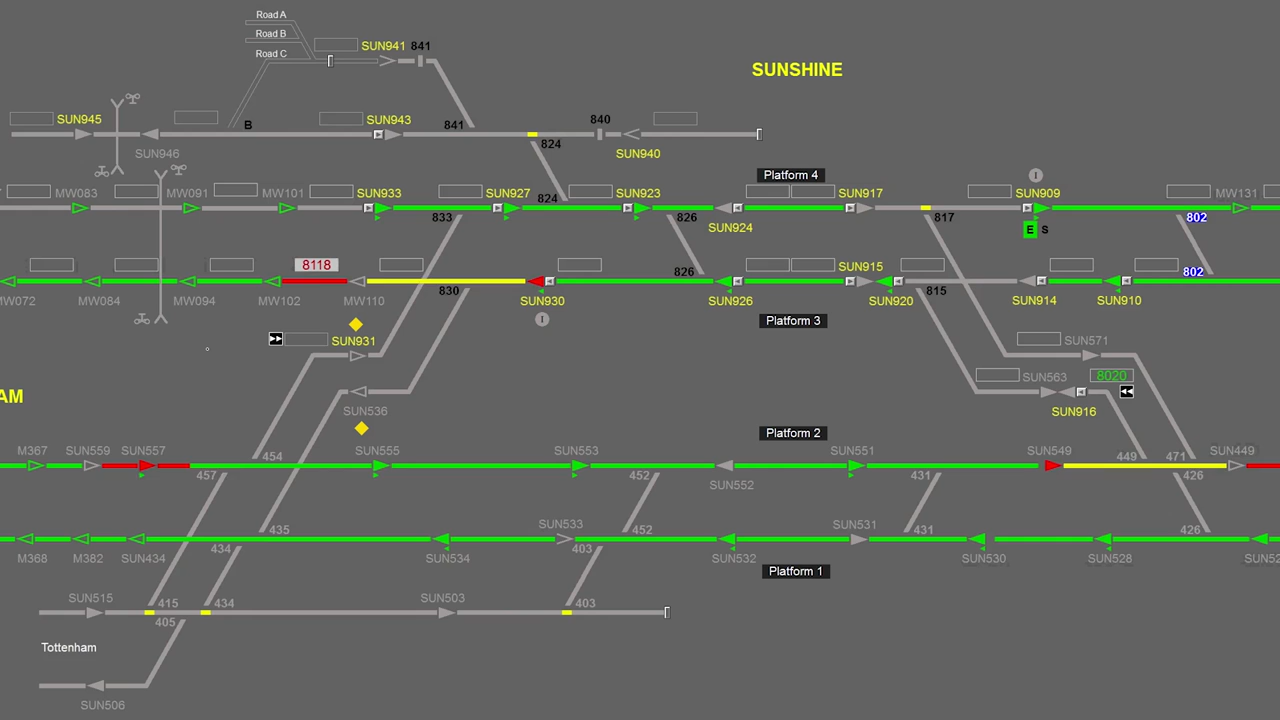 Road A
Road B
Road C
SUN941
841
SUNSHINE
SUN945
SUN946
B
SUN943
841
824
840
SUN940
Platform 4
MW083
MW091
MW101
SUN933
SUN927
SUN923
SUN917
SUN909
MW131
833
824
826
SUN924
817
E
S
802
8118
SUN915
MW072
MW084
MW094
MW102
MW110
830
SUN930
826
SUN926
SUN920
815
SUN914
SUN910
802
Platform 3
SUN931
SUN571
SUN563
8020
SUN916
AM
SUN536
Platform 2
M367
SUN559
SUN557
454
457
SUN555
SUN553
452
SUN552
SUN551
431
SUN549
449
471
SUN449
426
M368
M382
SUN434
435
434
SUN534
SUN533
403
452
SUN532
SUN531
431
SUN530
SUN528
426
SUN52
Platform 1
SUN515
415
405
434
SUN503
403
Tottenham
SUN506